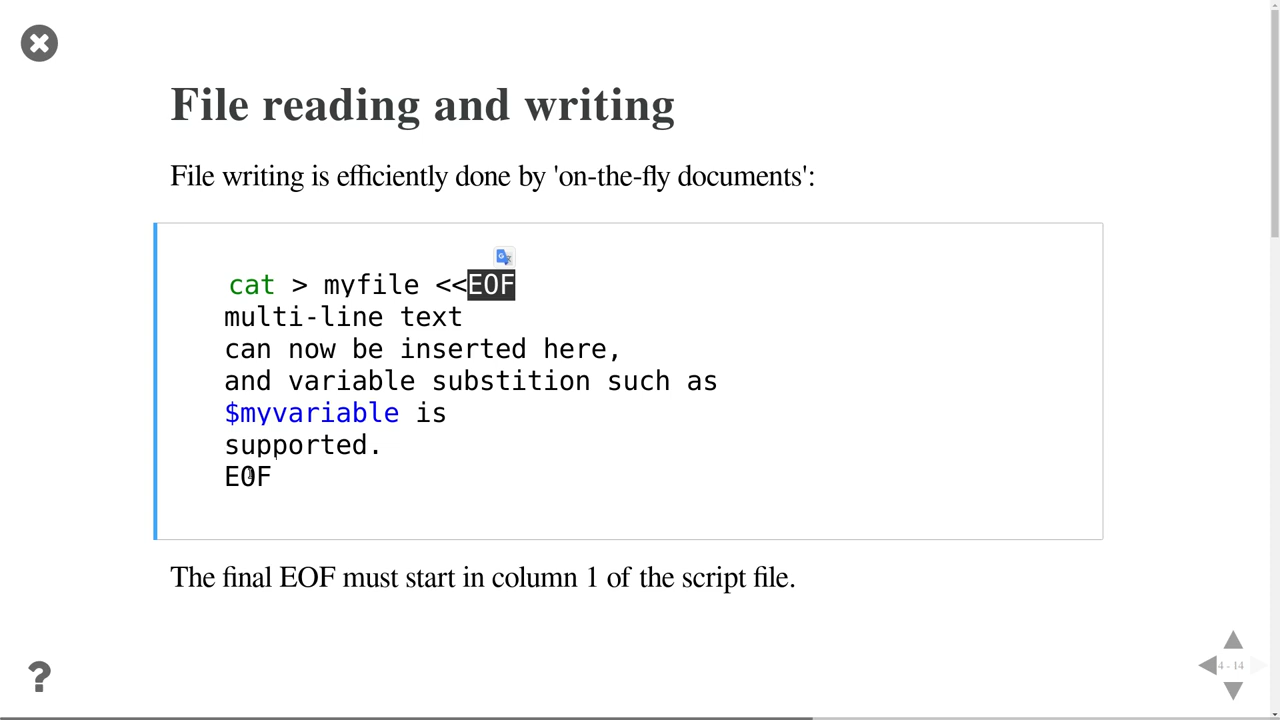 File reading and writing
File writing is efficiently done by 'on-the-fly documents':
cat > myfile <<EOF
multi-line text
can now be inserted here,
and variable substition such as
$myvariable is
supported.
EOF
The final EOF must start in column 1 of the script file.
?
4 - 14